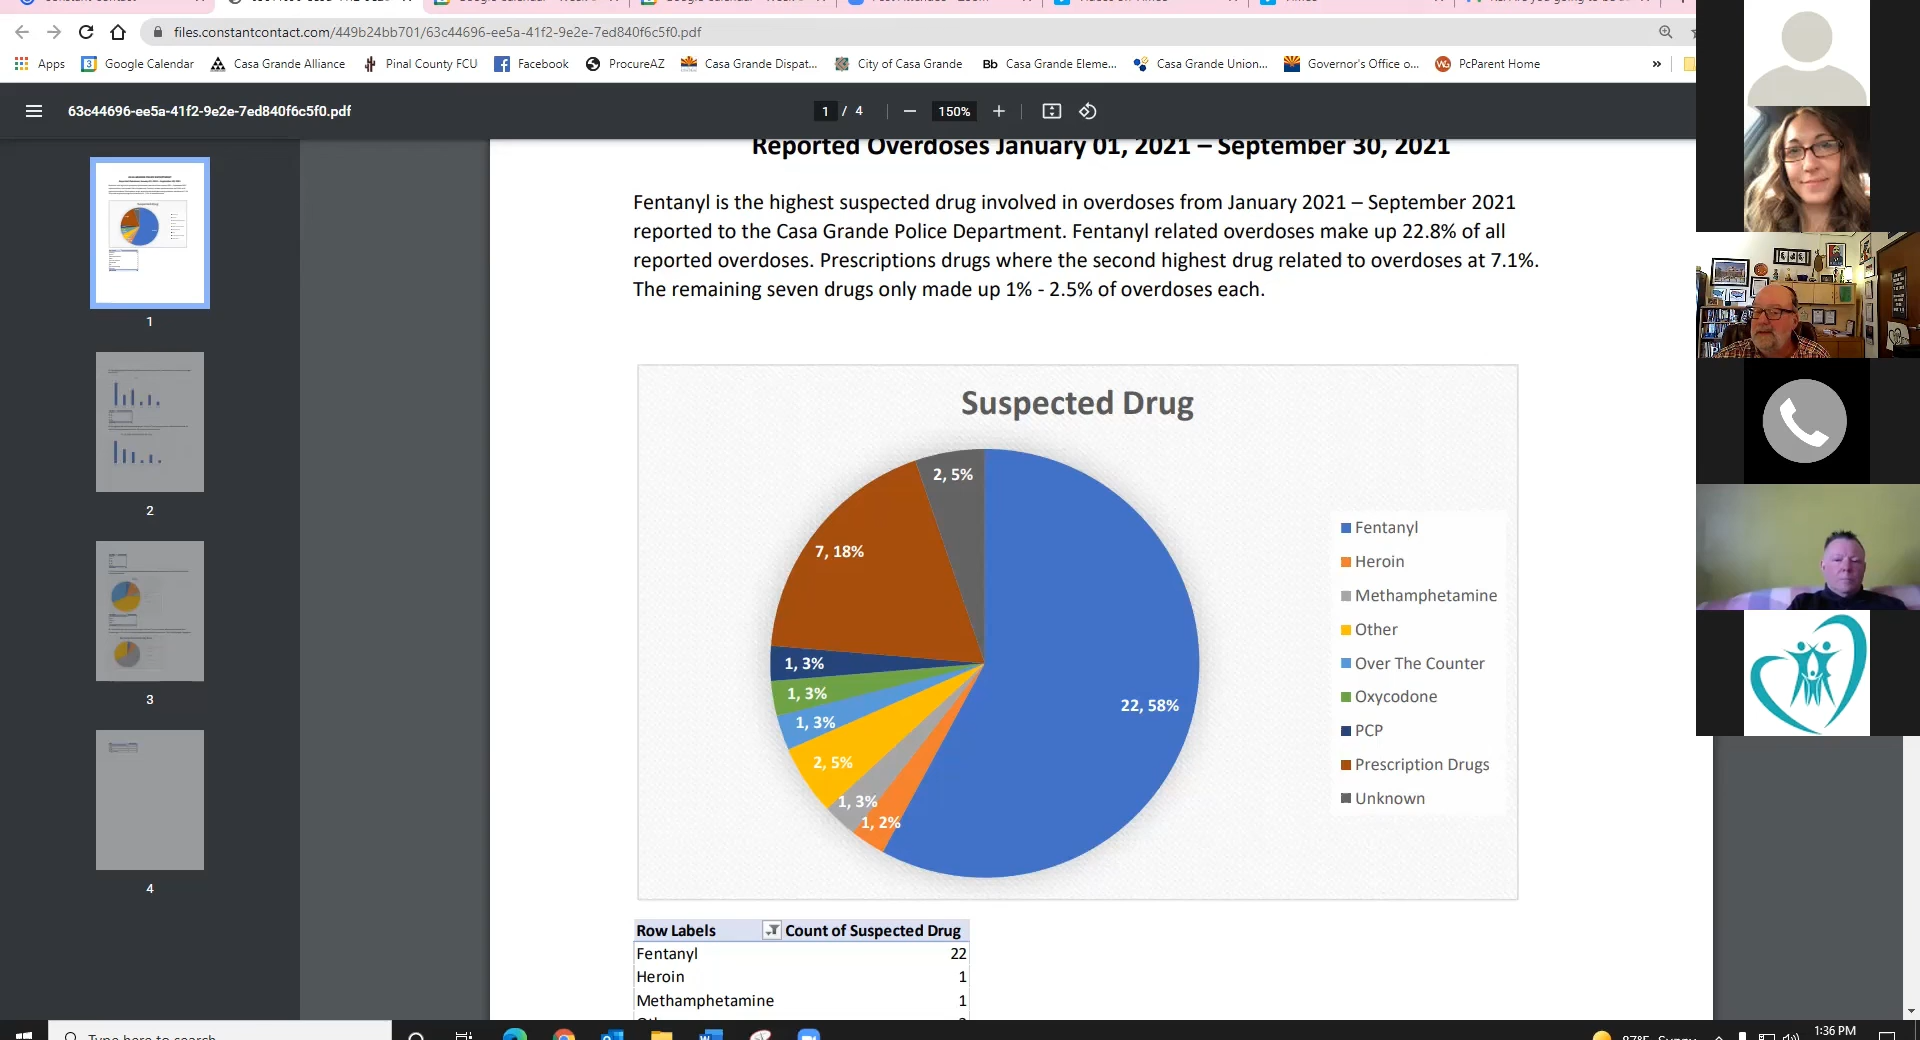 files.constantcontact.com/449b24bb701/63c44696-ee5a-41f2-9e2e-7ed840f6c5f0.pdf
Apps Google Calendar Casa Grande Alliance Pinal County FCU Facebook ProcureAZ Casa Grande Dispat... City of Casa Grande Bb Casa Grande Eleme... Casa Grande Union... Governor's Office o... PcParent Home »
63c44696-ee5a-41f2-9e2e-7ed840f6c5f0.pdf 1 / 4 — 150% +
1
2
3
4
Reported Overdoses January 01, 2021 – September 30, 2021
Fentanyl is the highest suspected drug involved in overdoses from January 2021 – September 2021
reported to the Casa Grande Police Department. Fentanyl related overdoses make up 22.8% of all
reported overdoses. Prescriptions drugs where the second highest drug related to overdoses at 7.1%.
The remaining seven drugs only made up 1% - 2.5% of overdoses each.
Suspected Drug
2, 5%
7, 18%
1, 3%
1, 3%
1, 3%
2, 5%
1, 3%
1, 2%
22, 58%
Fentanyl
Heroin
Methamphetamine
Other
Over The Counter
Oxycodone
PCP
Prescription Drugs
Unknown
Row Labels Count of Suspected Drug
Fentanyl 22
Heroin 1
Methamphetamine 1
Type here to search
87°F Sunny 1:36 PM